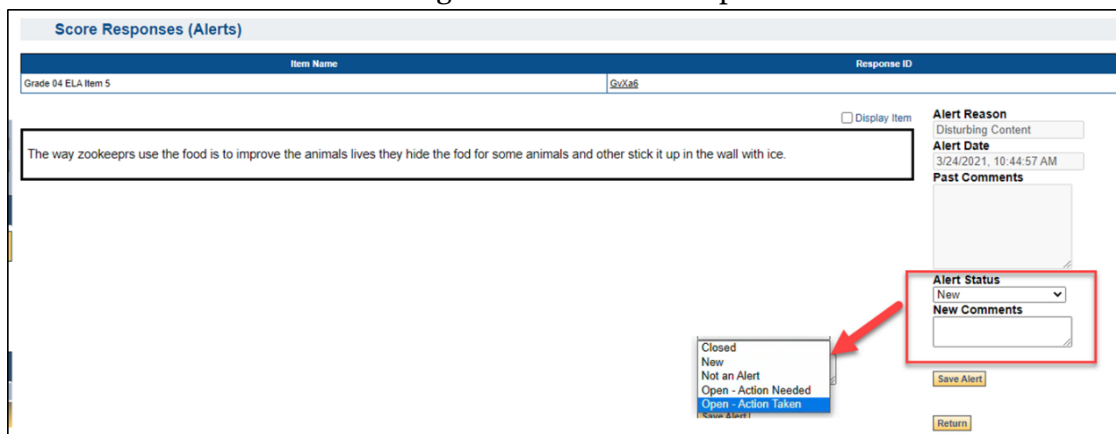 Score Responses (Alerts)
Item Name Response ID
Grade 04 ELA Item 5 GvXa6
Display Item
Alert Reason
Disturbing Content
Alert Date
3/24/2021, 10:44:57 AM
Past Comments
The way zookeeprs use the food is to improve the animals lives they hide the fod for some animals and other stick it up in the wall with ice.
Alert Status
New
New Comments
Closed
New
Not an Alert
Open - Action Needed
Open - Action Taken
Save Alert
Save Alert
Return